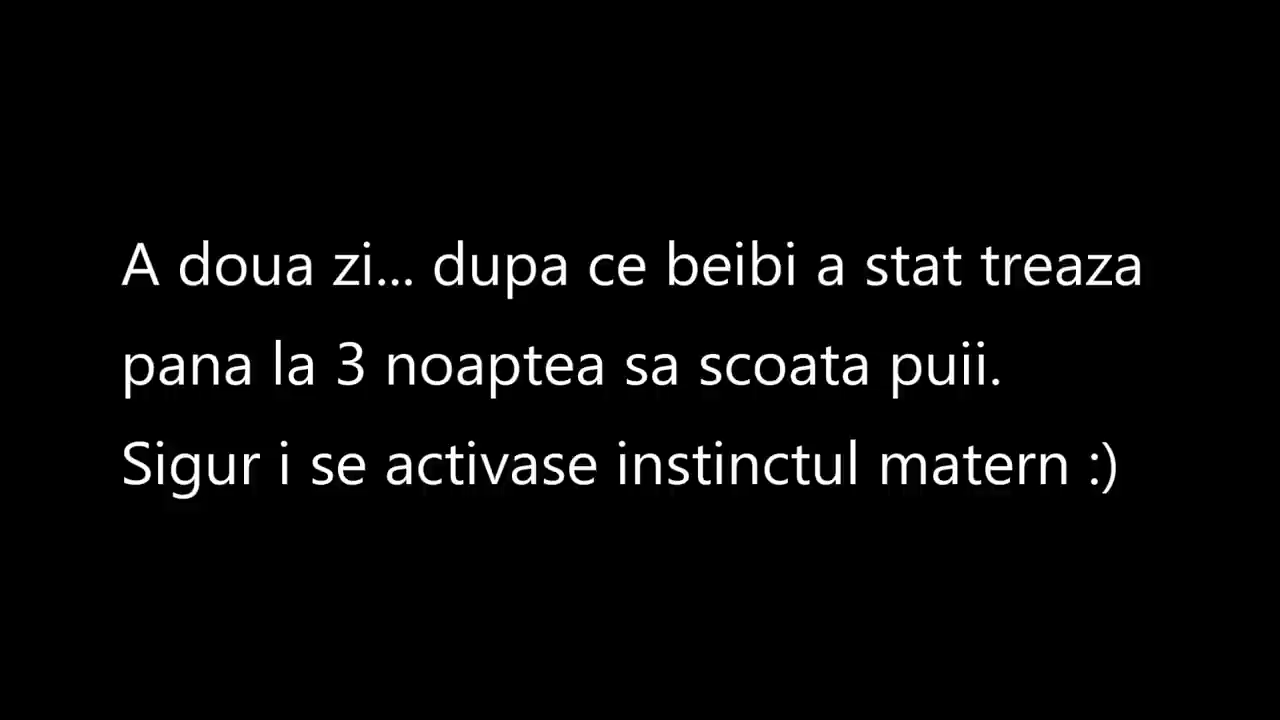 A doua zi... dupa ce beibi a stat treaza
pana la 3 noaptea sa scoata puii.
Sigur i se activase instinctul matern :)